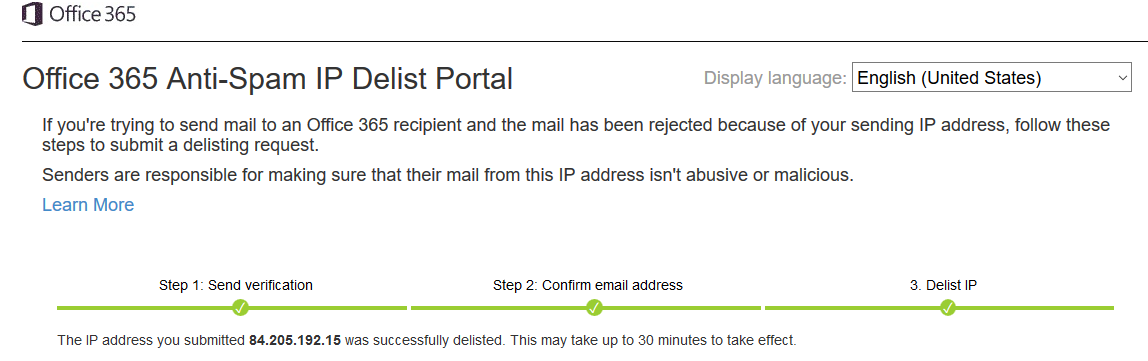 Office 365
Office 365 Anti-Spam IP Delist Portal
Display language: English (United States)
If you're trying to send mail to an Office 365 recipient and the mail has been rejected because of your sending IP address, follow these
steps to submit a delisting request.
Senders are responsible for making sure that their mail from this IP address isn't abusive or malicious.
Learn More
Step 1: Send verification
Step 2: Confirm email address
3. Delist IP
The IP address you submitted 84.205.192.15 was successfully delisted. This may take up to 30 minutes to take effect.